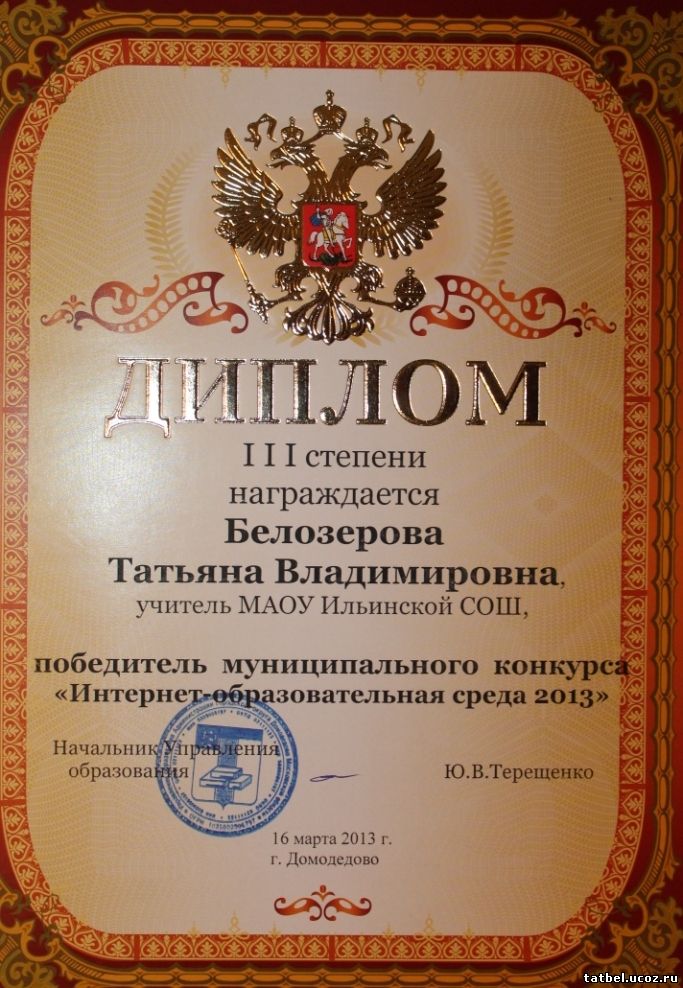 ДИПЛОМ
I I I степени
награждается
Белозерова
Татьяна Владимировна,
учитель МАОУ Ильинской СОШ,
победитель муниципального конкурса
«Интернет-образовательная среда 2013»
Начальник Управления
образования
Ю.В.Терещенко
16 марта 2013 г.
г. Домодедово
tatbel.ucoz.ru